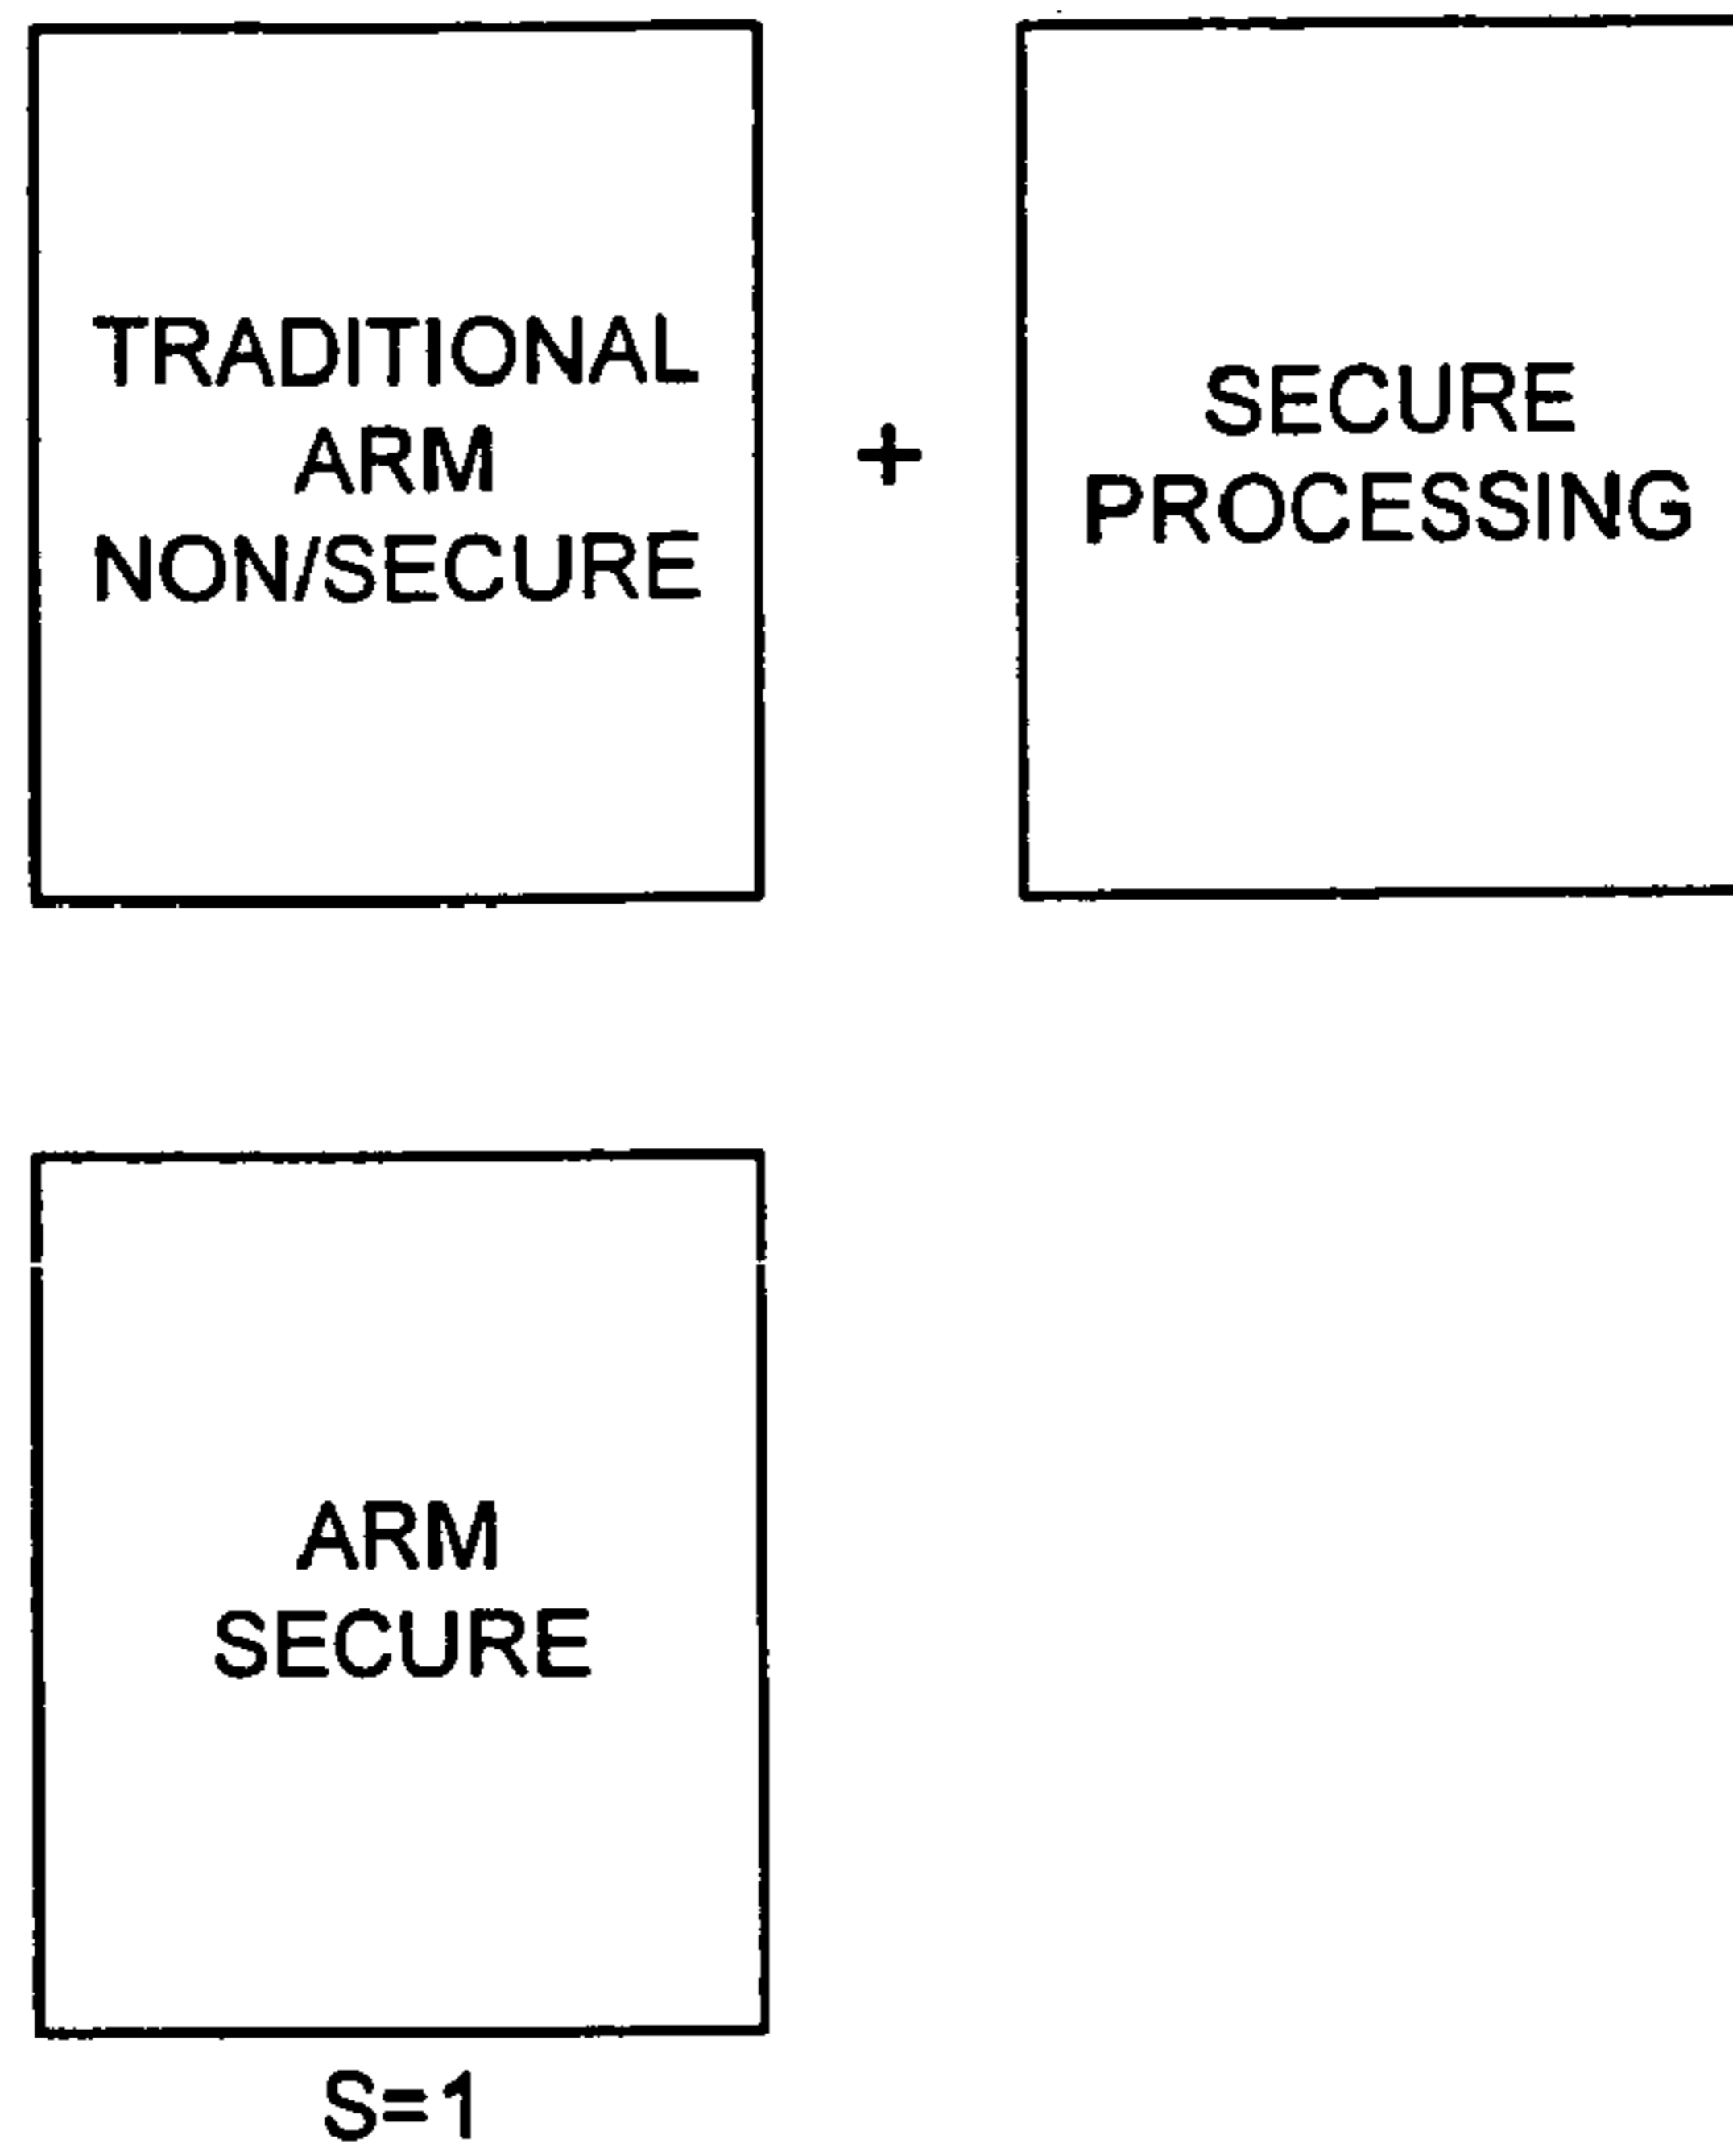 TRADITIONAL
ARM
NON/SECURE
+
SECURE
PROCESSING
ARM
SECURE
S=1